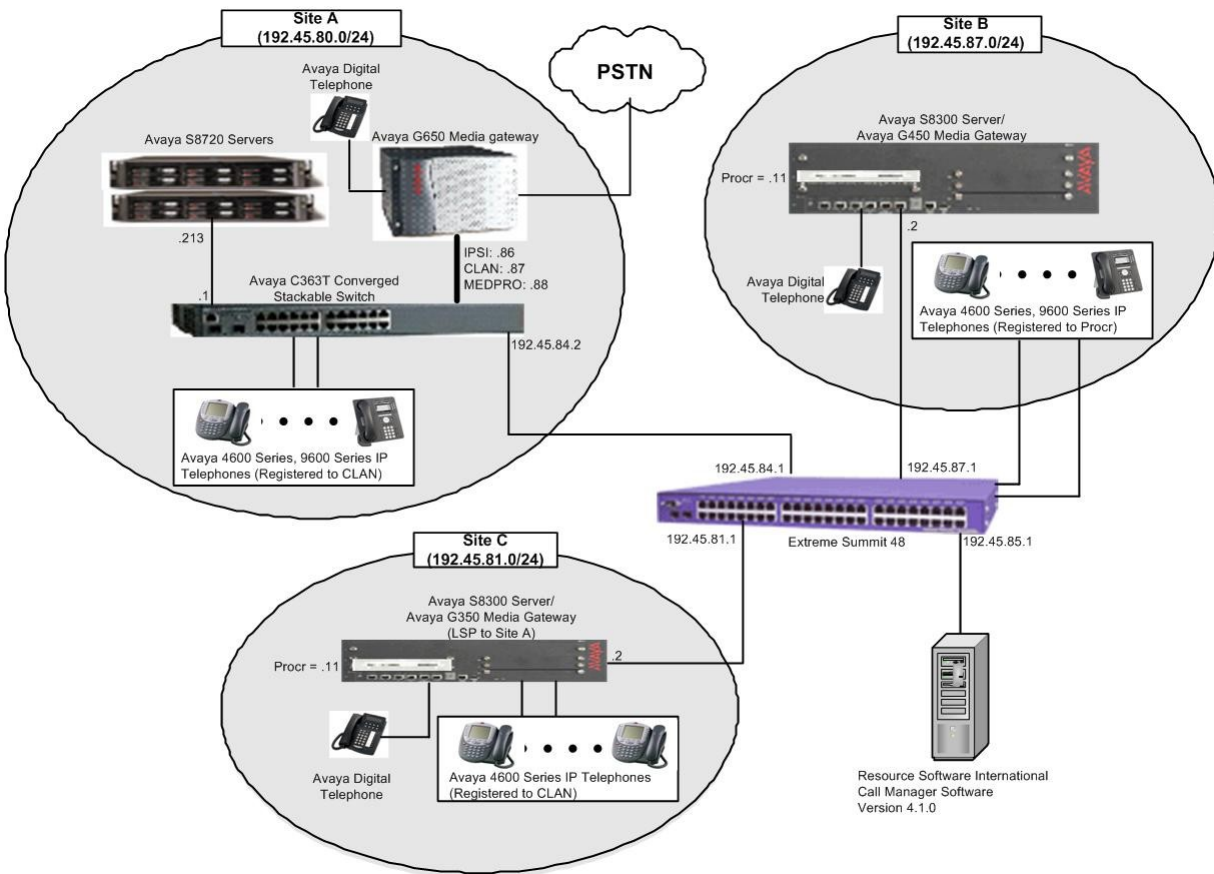 Site A
(192.45.80.0/24)
Avaya Digital
Telephone
Avaya S8720 Servers
Avaya G650 Media gateway
.213
IPSI: .86
CLAN: .87
MEDPRO: .88
Avaya C363T Converged
Stackable Switch
.1
192.45.84.2
Avaya 4600 Series, 9600 Series IP
Telephones (Registered to CLAN)
PSTN
Site B
(192.45.87.0/24)
Avaya S8300 Server/
Avaya G450 Media Gateway
Procr = .11
AVAYA
.2
Avaya Digital
Telephone
Avaya 4600 Series, 9600 Series IP
Telephones (Registered to Procr)
192.45.84.1
192.45.87.1
192.45.81.1
Extreme Summit 48
192.45.85.1
Site C
(192.45.81.0/24)
Avaya S8300 Server/
Avaya G350 Media Gateway
(LSP to Site A)
Procr = .11
AVAYA
.2
Avaya Digital
Telephone
Avaya 4600 Series IP Telephones
(Registered to CLAN)
Resource Software International
Call Manager Software
Version 4.1.0